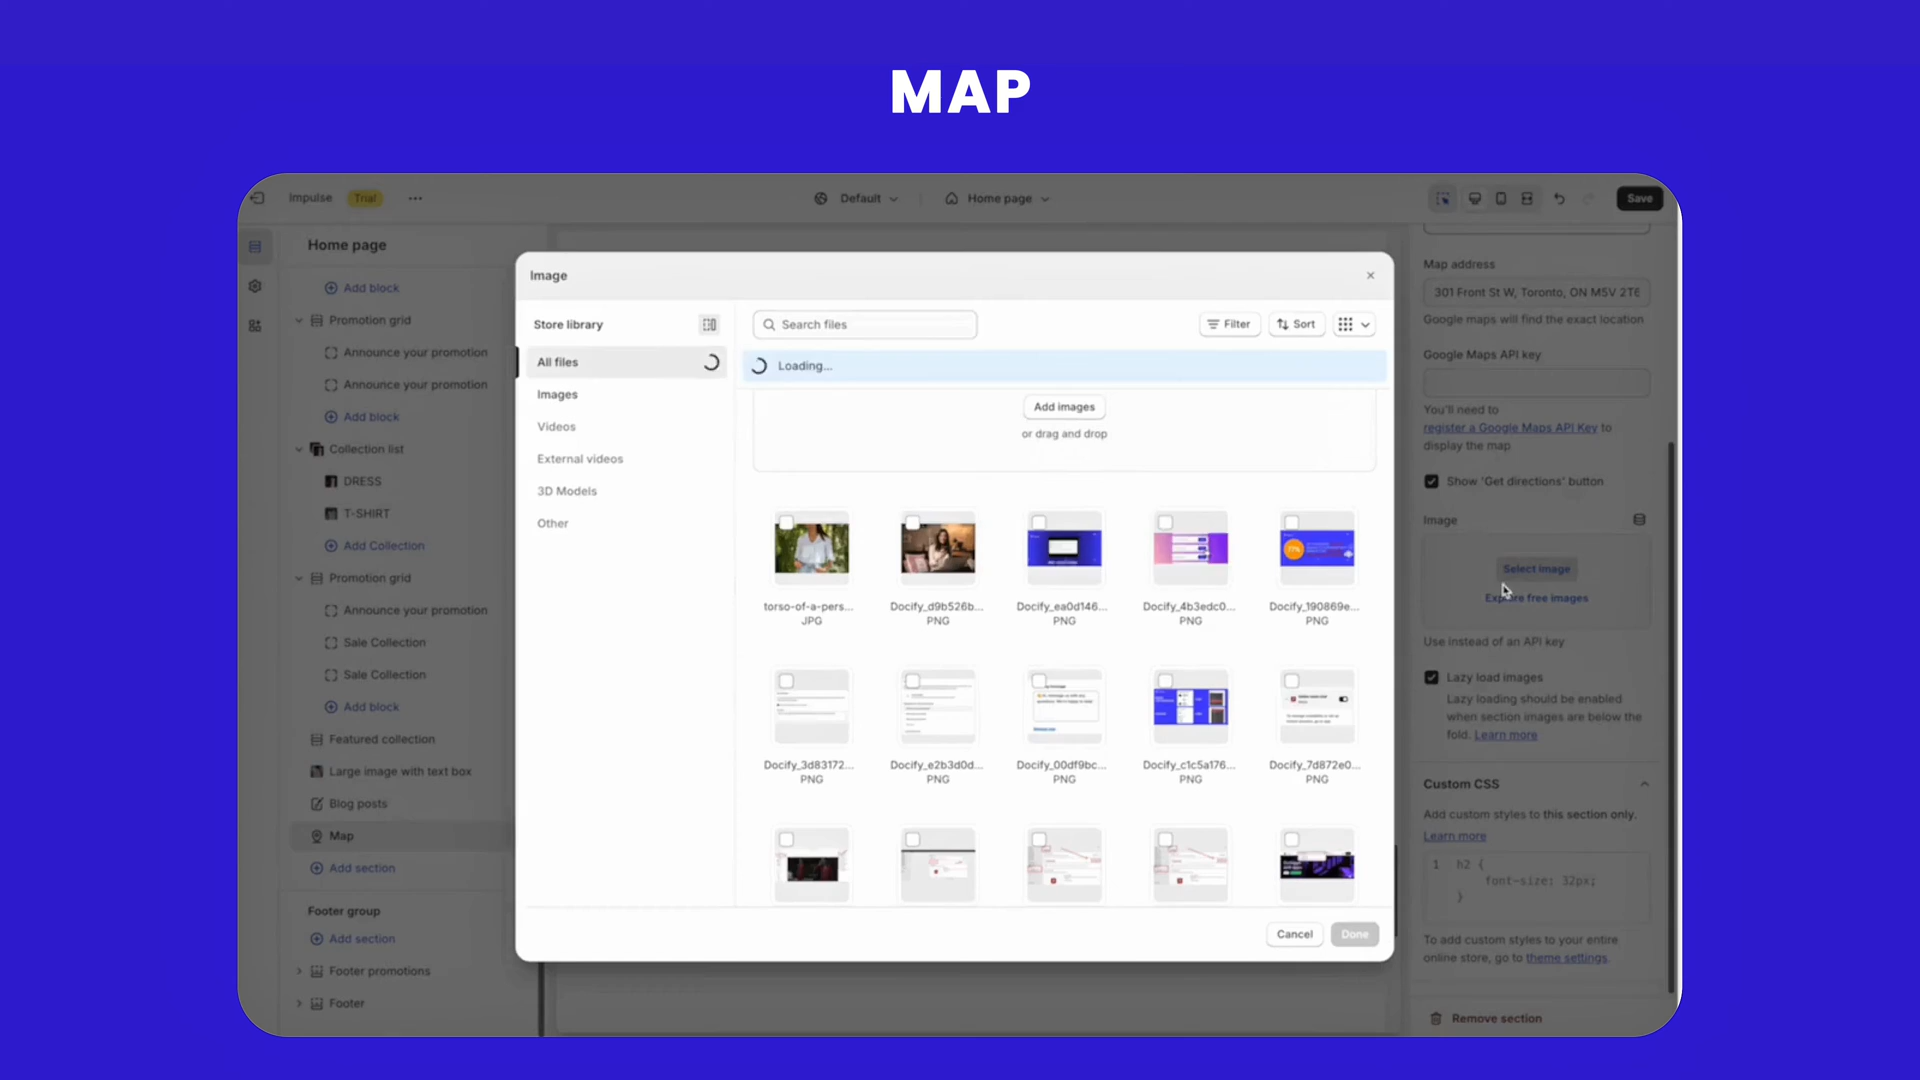 MAP
Impulse
Trial
Default
Home page
Save
Home page
Add block
Promotion grid
Announce your promotion
Announce your promotion
Add block
Collection list
DRESS
T-SHIRT
Add Collection
Promotion grid
Announce your promotion
Sale Collection
Sale Collection
Add block
Featured collection
Large image with text box
Blog posts
Map
Add section
Footer group
Add section
Footer promotions
Footer
Image
Store library
All files
Images
Videos
External videos
3D Models
Other
Search files
Filter
Sort
Loading...
Add images
or drag and drop
torso-of-a-pers...
JPG
Docify_d9b526b...
PNG
Docify_ea0d146...
PNG
Docify_4b3edc0...
PNG
Docify_190869e...
PNG
Docify_3d83172...
PNG
Docify_e2b3d0d...
PNG
Docify_00df9bc...
PNG
Docify_c1c5a176...
PNG
Docify_7d872e0...
PNG
Cancel
Done
Map address
301 Front St W, Toronto, ON M5V 2T6
Google maps will find the exact location
Google Maps API key
You'll need to
register a Google Maps API Key to
display the map
Show 'Get directions' button
Image
Select image
Explore free images
Use instead of an API key
Lazy load images
Lazy loading should be enabled
when section images are below the
fold. Learn more
Custom CSS
Add custom styles to this section only.
Learn more
1 h2 {
font-size: 32px;
}
To add custom styles to your entire
online store, go to theme settings.
Remove section